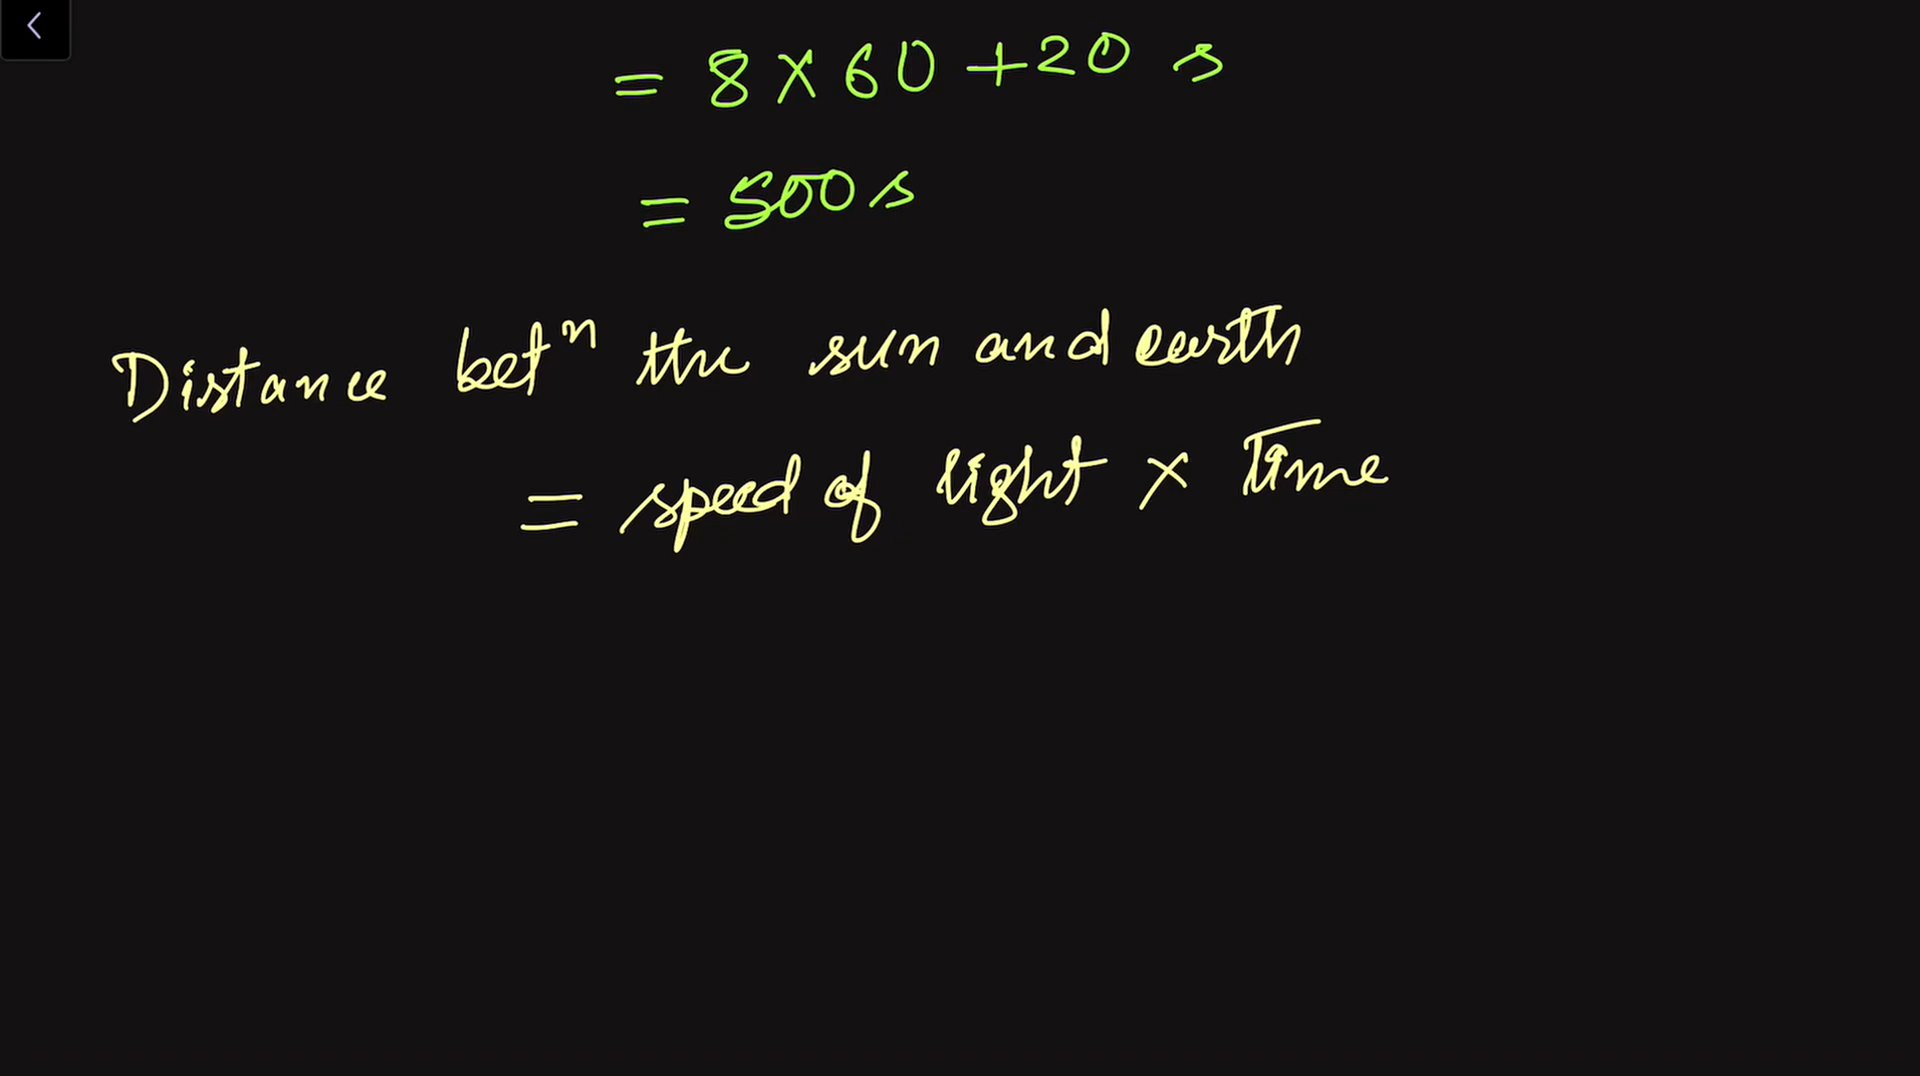 = 8 × 60 + 20 s
= 500 s
Distance betⁿ the sun and earth
= speed of light × Time